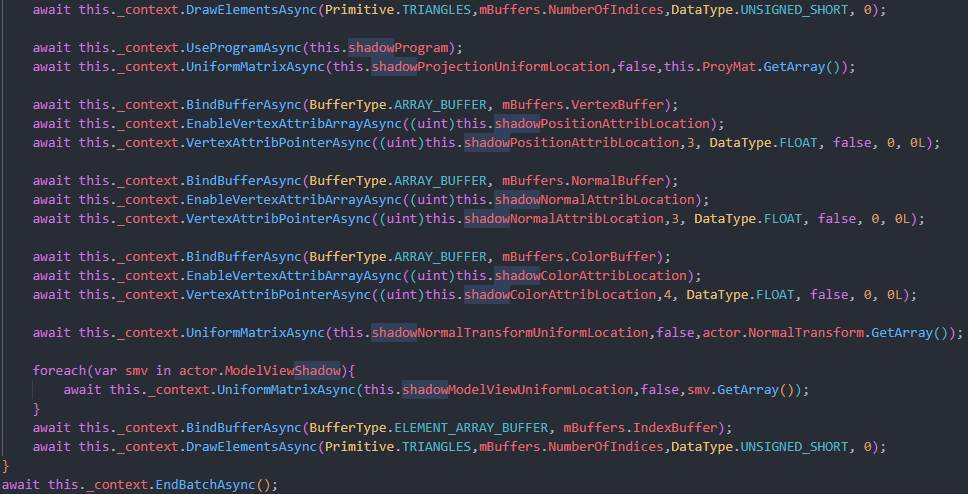 await this._context.DrawElementsAsync(Primitive.TRIANGLES,mBuffers.NumberOfIndices,DataType.UNSIGNED_SHORT, 0);
await this._context.UseProgramAsync(this.shadowProgram);
await this._context.UniformMatrixAsync(this.shadowProjectionUniformLocation,false,this.ProyMat.GetArray());
await this._context.BindBufferAsync(BufferType.ARRAY_BUFFER, mBuffers.VertexBuffer);
await this._context.EnableVertexAttribArrayAsync((uint)this.shadowPositionAttribLocation);
await this._context.VertexAttribPointerAsync((uint)this.shadowPositionAttribLocation,3, DataType.FLOAT, false, 0, 0L);
await this._context.BindBufferAsync(BufferType.ARRAY_BUFFER, mBuffers.NormalBuffer);
await this._context.EnableVertexAttribArrayAsync((uint)this.shadowNormalAttribLocation);
await this._context.VertexAttribPointerAsync((uint)this.shadowNormalAttribLocation,3, DataType.FLOAT, false, 0, 0L);
await this._context.BindBufferAsync(BufferType.ARRAY_BUFFER, mBuffers.ColorBuffer);
await this._context.EnableVertexAttribArrayAsync((uint)this.shadowColorAttribLocation);
await this._context.VertexAttribPointerAsync((uint)this.shadowColorAttribLocation,4, DataType.FLOAT, false, 0, 0L);
await this._context.UniformMatrixAsync(this.shadowNormalTransformUniformLocation,false,actor.NormalTransform.GetArray());
foreach(var smv in actor.ModelViewShadow){
await this._context.UniformMatrixAsync(this.shadowModelViewUniformLocation,false,smv.GetArray());
}
await this._context.BindBufferAsync(BufferType.ELEMENT_ARRAY_BUFFER, mBuffers.IndexBuffer);
await this._context.DrawElementsAsync(Primitive.TRIANGLES,mBuffers.NumberOfIndices,DataType.UNSIGNED_SHORT, 0);
}
await this._context.EndBatchAsync();